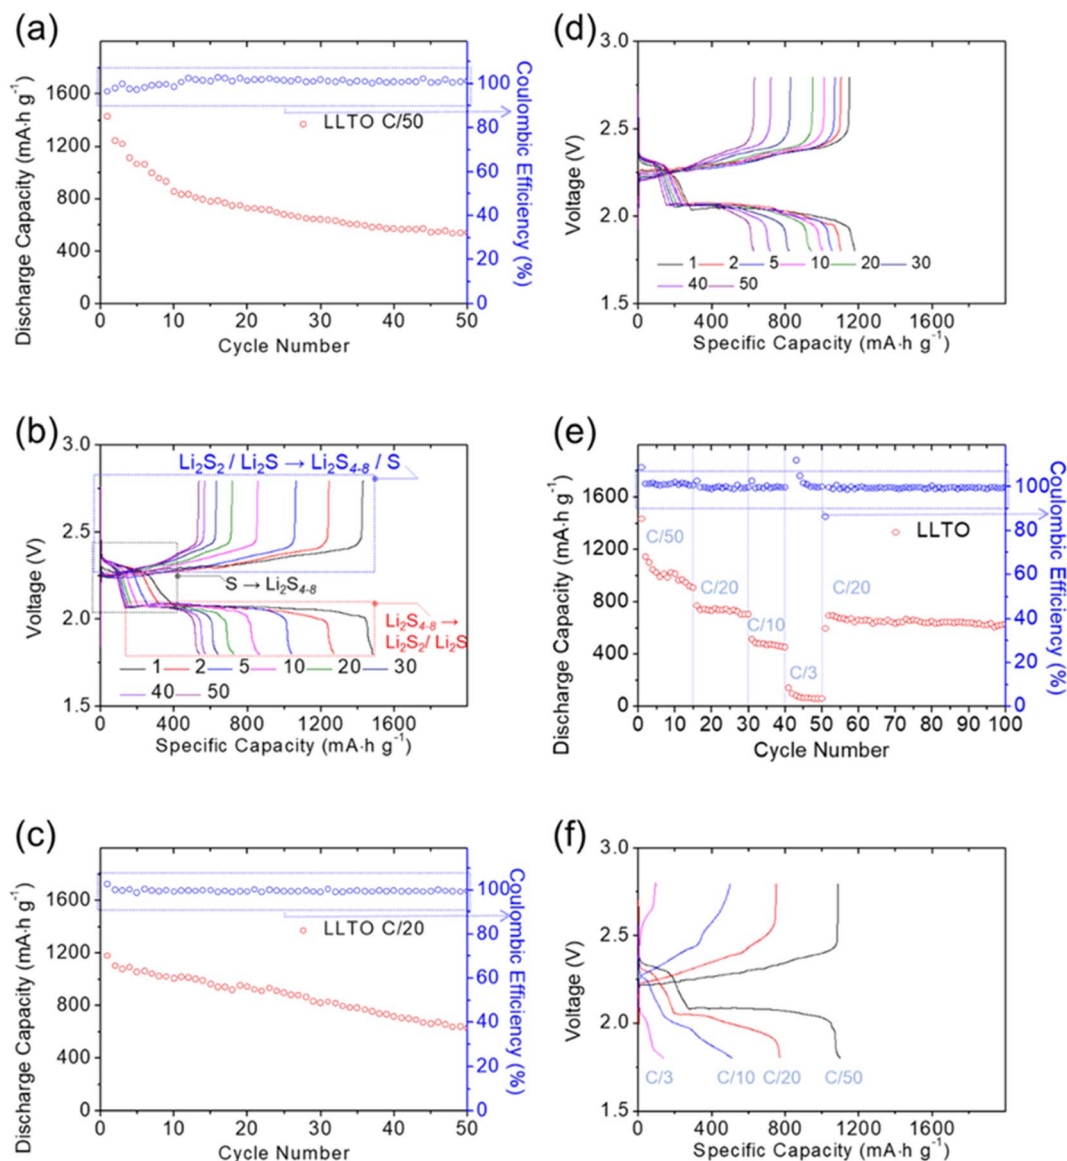 (a)
Discharge Capacity (mA·h g⁻¹)
1600
1400
1200
800
400
0
LLTO C/50
100
80
60
40
20
0
Coulombic Efficiency (%)
0 10 20 30 40 50
Cycle Number
(d)
Voltage (V)
3.0
2.5
2.0
1.5
1 2 5 10 20 30
40 50
0 400 800 1200 1600
Specific Capacity (mA·h g⁻¹)
(b)
Voltage (V)
3.0
2.5
2.0
1.5
Li₂S₂ / Li₂S → Li₂S₄₋₈ / S
S → Li₂S₄₋₈
Li₂S₄₋₈ →
Li₂S₂/ Li₂S
1 2 5 10 20 30
40 50
0 400 800 1200 1600
Specific Capacity (mA·h g⁻¹)
(e)
Discharge Capacity (mA·h g⁻¹)
1600
1200
800
400
0
C/50
C/20
C/10
C/3
C/20
LLTO
100
80
60
40
20
0
Coulombic Efficiency (%)
0 10 20 30 40 50 60 70 80 90 100
Cycle Number
(c)
Discharge Capacity (mA·h g⁻¹)
1600
1200
800
400
0
LLTO C/20
100
80
60
40
20
0
Coulombic Efficiency (%)
0 10 20 30 40 50
Cycle Number
(f)
Voltage (V)
3.0
2.5
2.0
1.5
C/3 C/10 C/20 C/50
0 400 800 1200 1600
Specific Capacity (mA·h g⁻¹)